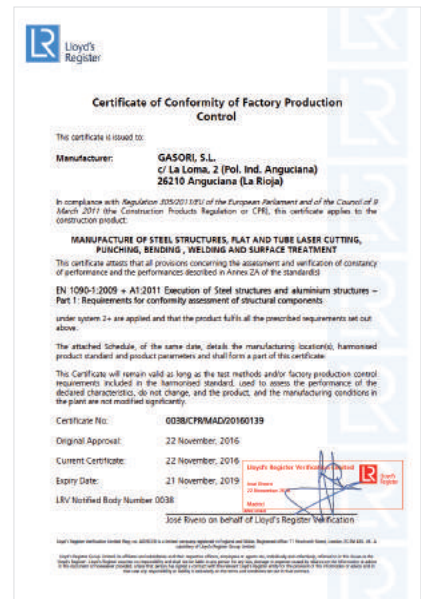 LR
Lloyd's
Register
Certificate of Conformity of Factory Production
Control
This certificate is issued to:
Manufacturer: GASORI, S.L.
c/ La Loma, 2 (Pol. Ind. Anguciana)
26210 Anguciana (La Rioja)
In compliance with Regulation 305/2011/EU of the European Parliament and of the Council of 9
March 2011 (the Construction Products Regulation or CPR), this certificate applies to the
construction product:
MANUFACTURE OF STEEL STRUCTURES, FLAT AND TUBE LASER CUTTING,
PUNCHING, BENDING , WELDING AND SURFACE TREATMENT
This certificate attests that all provisions concerning the assessment and verification of constancy
of performance and the performances described in Annex ZA of the standard(s)
EN 1090-1:2009 + A1:2011 Execution of Steel structures and aluminium structures –
Part 1: Requirements for conformity assessment of structural components
under system 2+ are applied and that the product fulfils all the prescribed requirements set out
above.
The attached Schedule, of the same date, details the manufacturing location(s), harmonised
product standard and product parameters and shall form a part of this certificate.
This Certificate will remain valid as long as the test methods and/or factory production control
requirements included in the harmonised standard, used to assess the performance of the
declared characteristics, do not change, and the product, and the manufacturing conditions in
the plant are not modified significantly.
Certificate No: 0038/CPR/MAD/20160139
Original Approval: 22 November, 2016
Current Certificate: 22 November, 2016
Lloyd's Register Verification Limited
Expiry Date: 21 November, 2019
José Rivero
22 November
Madrid
LR
Lloyd's
Register
LRV Notified Body Number 0038
José Rivero on behalf of Lloyd's Register Verification